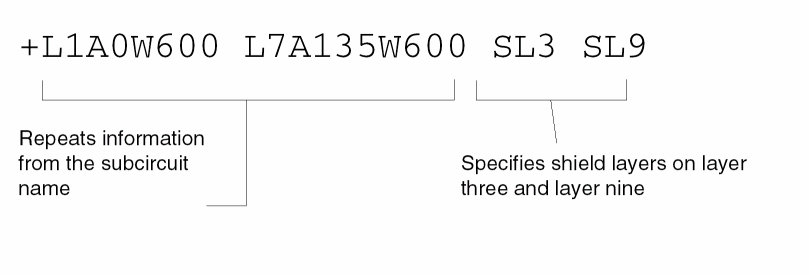 +L1A0W600 L7A135W600 SL3 SL9
Repeats information
from the subcircuit
name
Specifies shield layers on layer
three and layer nine